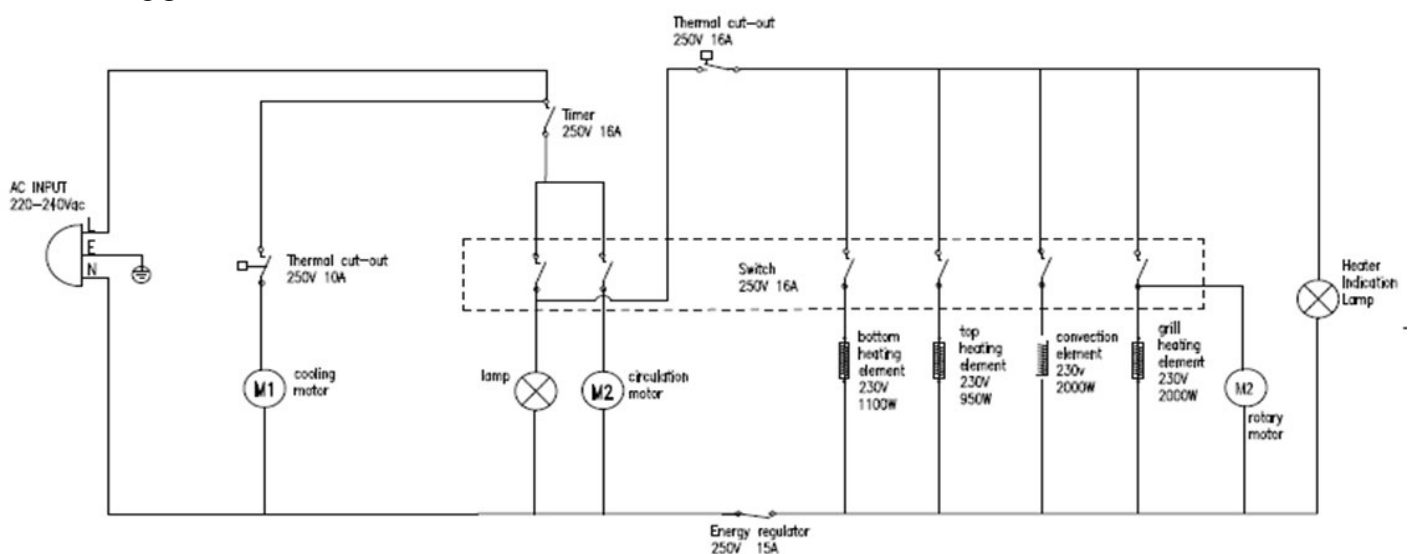 Thermal cut-out
250V 16A
Timer
250V 16A
AC INPUT
220-240Vac
L
E
N
Thermal cut-out
250V 10A
Switch
250V 16A
Heater
Indication
Lamp
M1
cooling
motor
lamp
M2
circulation
motor
bottom
heating
element
230V
1100W
top
heating
element
230V
950W
convection
element
230v
2000W
grill
heating
element
230V
2000W
M2
rotary
motor
Energy regulator
250V 15A